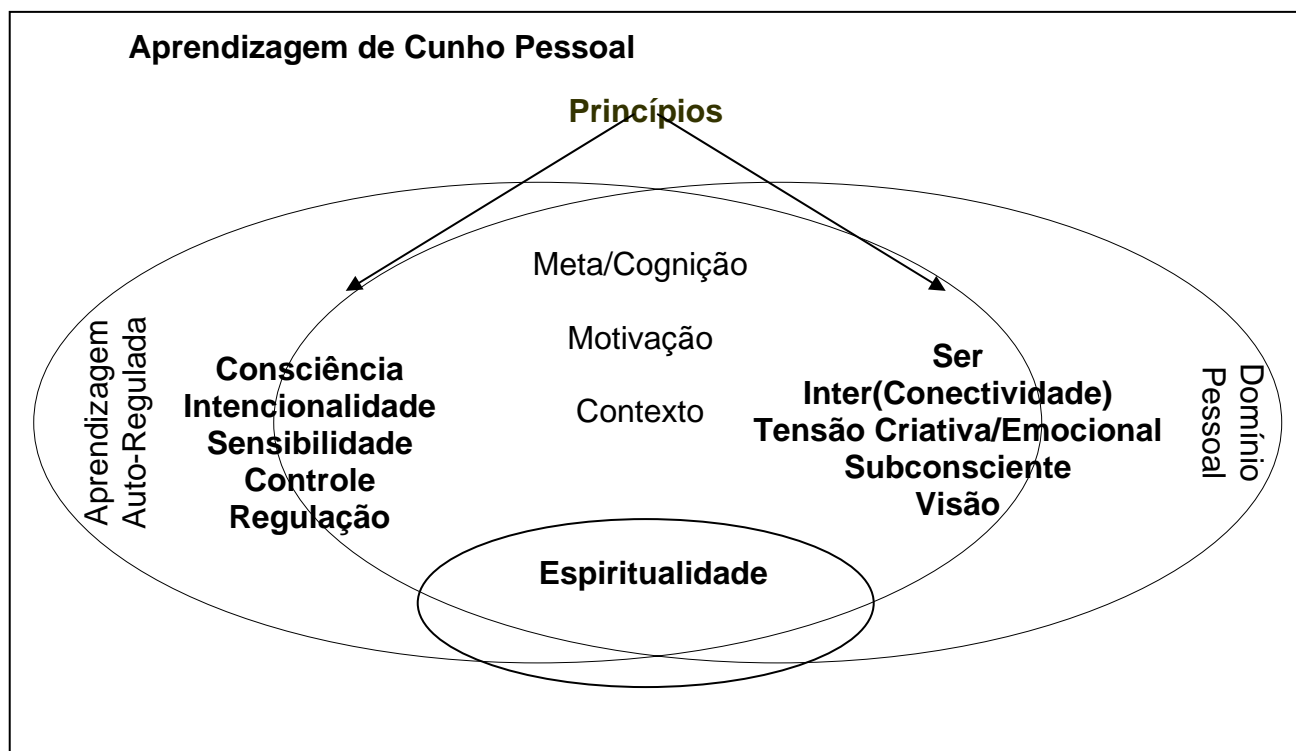 Aprendizagem de Cunho Pessoal
Princípios
Meta/Cognição
Motivação
Contexto
Aprendizagem
Auto-Regulada
Consciência
Intencionalidade
Sensibilidade
Controle
Regulação
Ser
Inter(Conectividade)
Tensão Criativa/Emocional
Subconsciente
Visão
Domínio
Pessoal
Espiritualidade